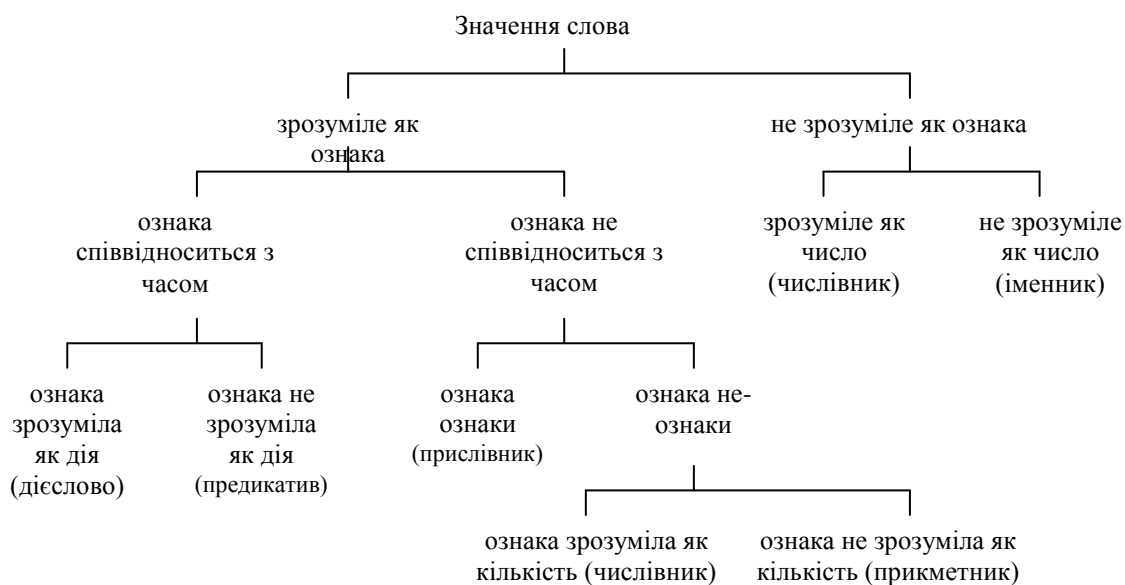 Значення слова
зрозуміле як
ознака
не зрозуміле як ознака
ознака
співвідноситься з
часом
ознака не
співвідноситься з
часом
зрозуміле як
число
(числівник)
не зрозуміле
як число
(іменник)
ознака
зрозуміла
як дія
(дієслово)
ознака не
зрозуміла
як дія
(предикатив)
ознака
ознаки
(прислівник)
ознака не-
ознаки
ознака зрозуміла як
кількість (числівник)
ознака не зрозуміла як
кількість (прикметник)